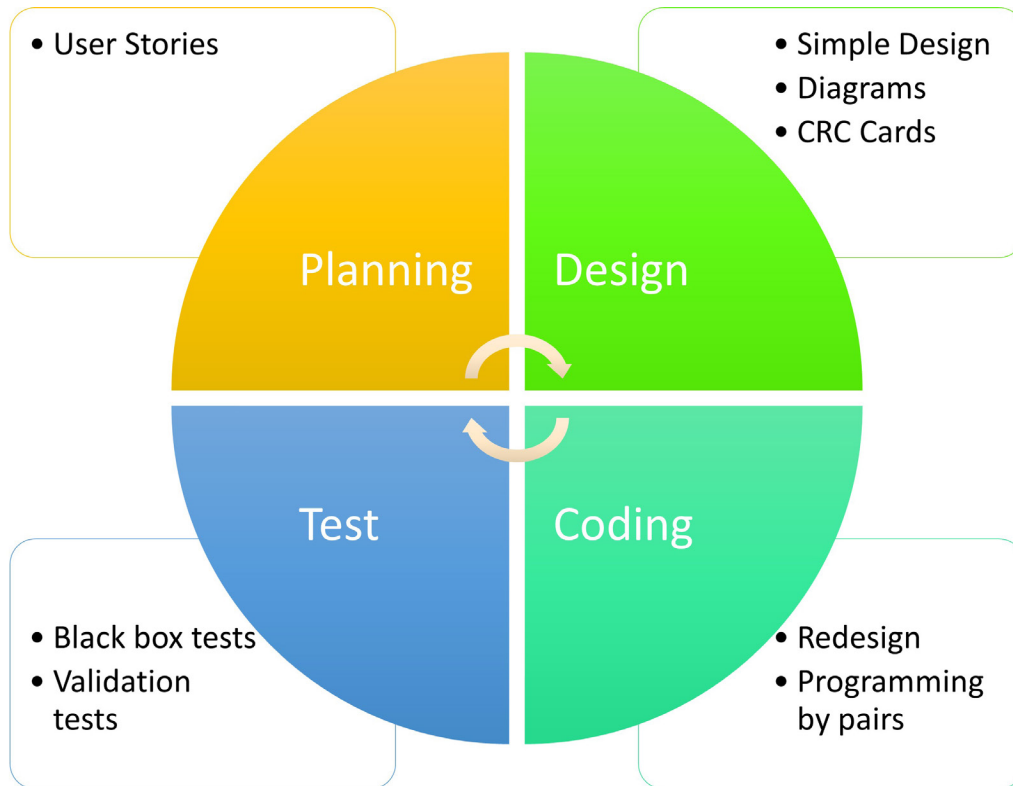 • User Stories
• Simple Design
• Diagrams
• CRC Cards
Planning
Design
Test
Coding
• Black box tests
• Validation
tests
• Redesign
• Programming
by pairs